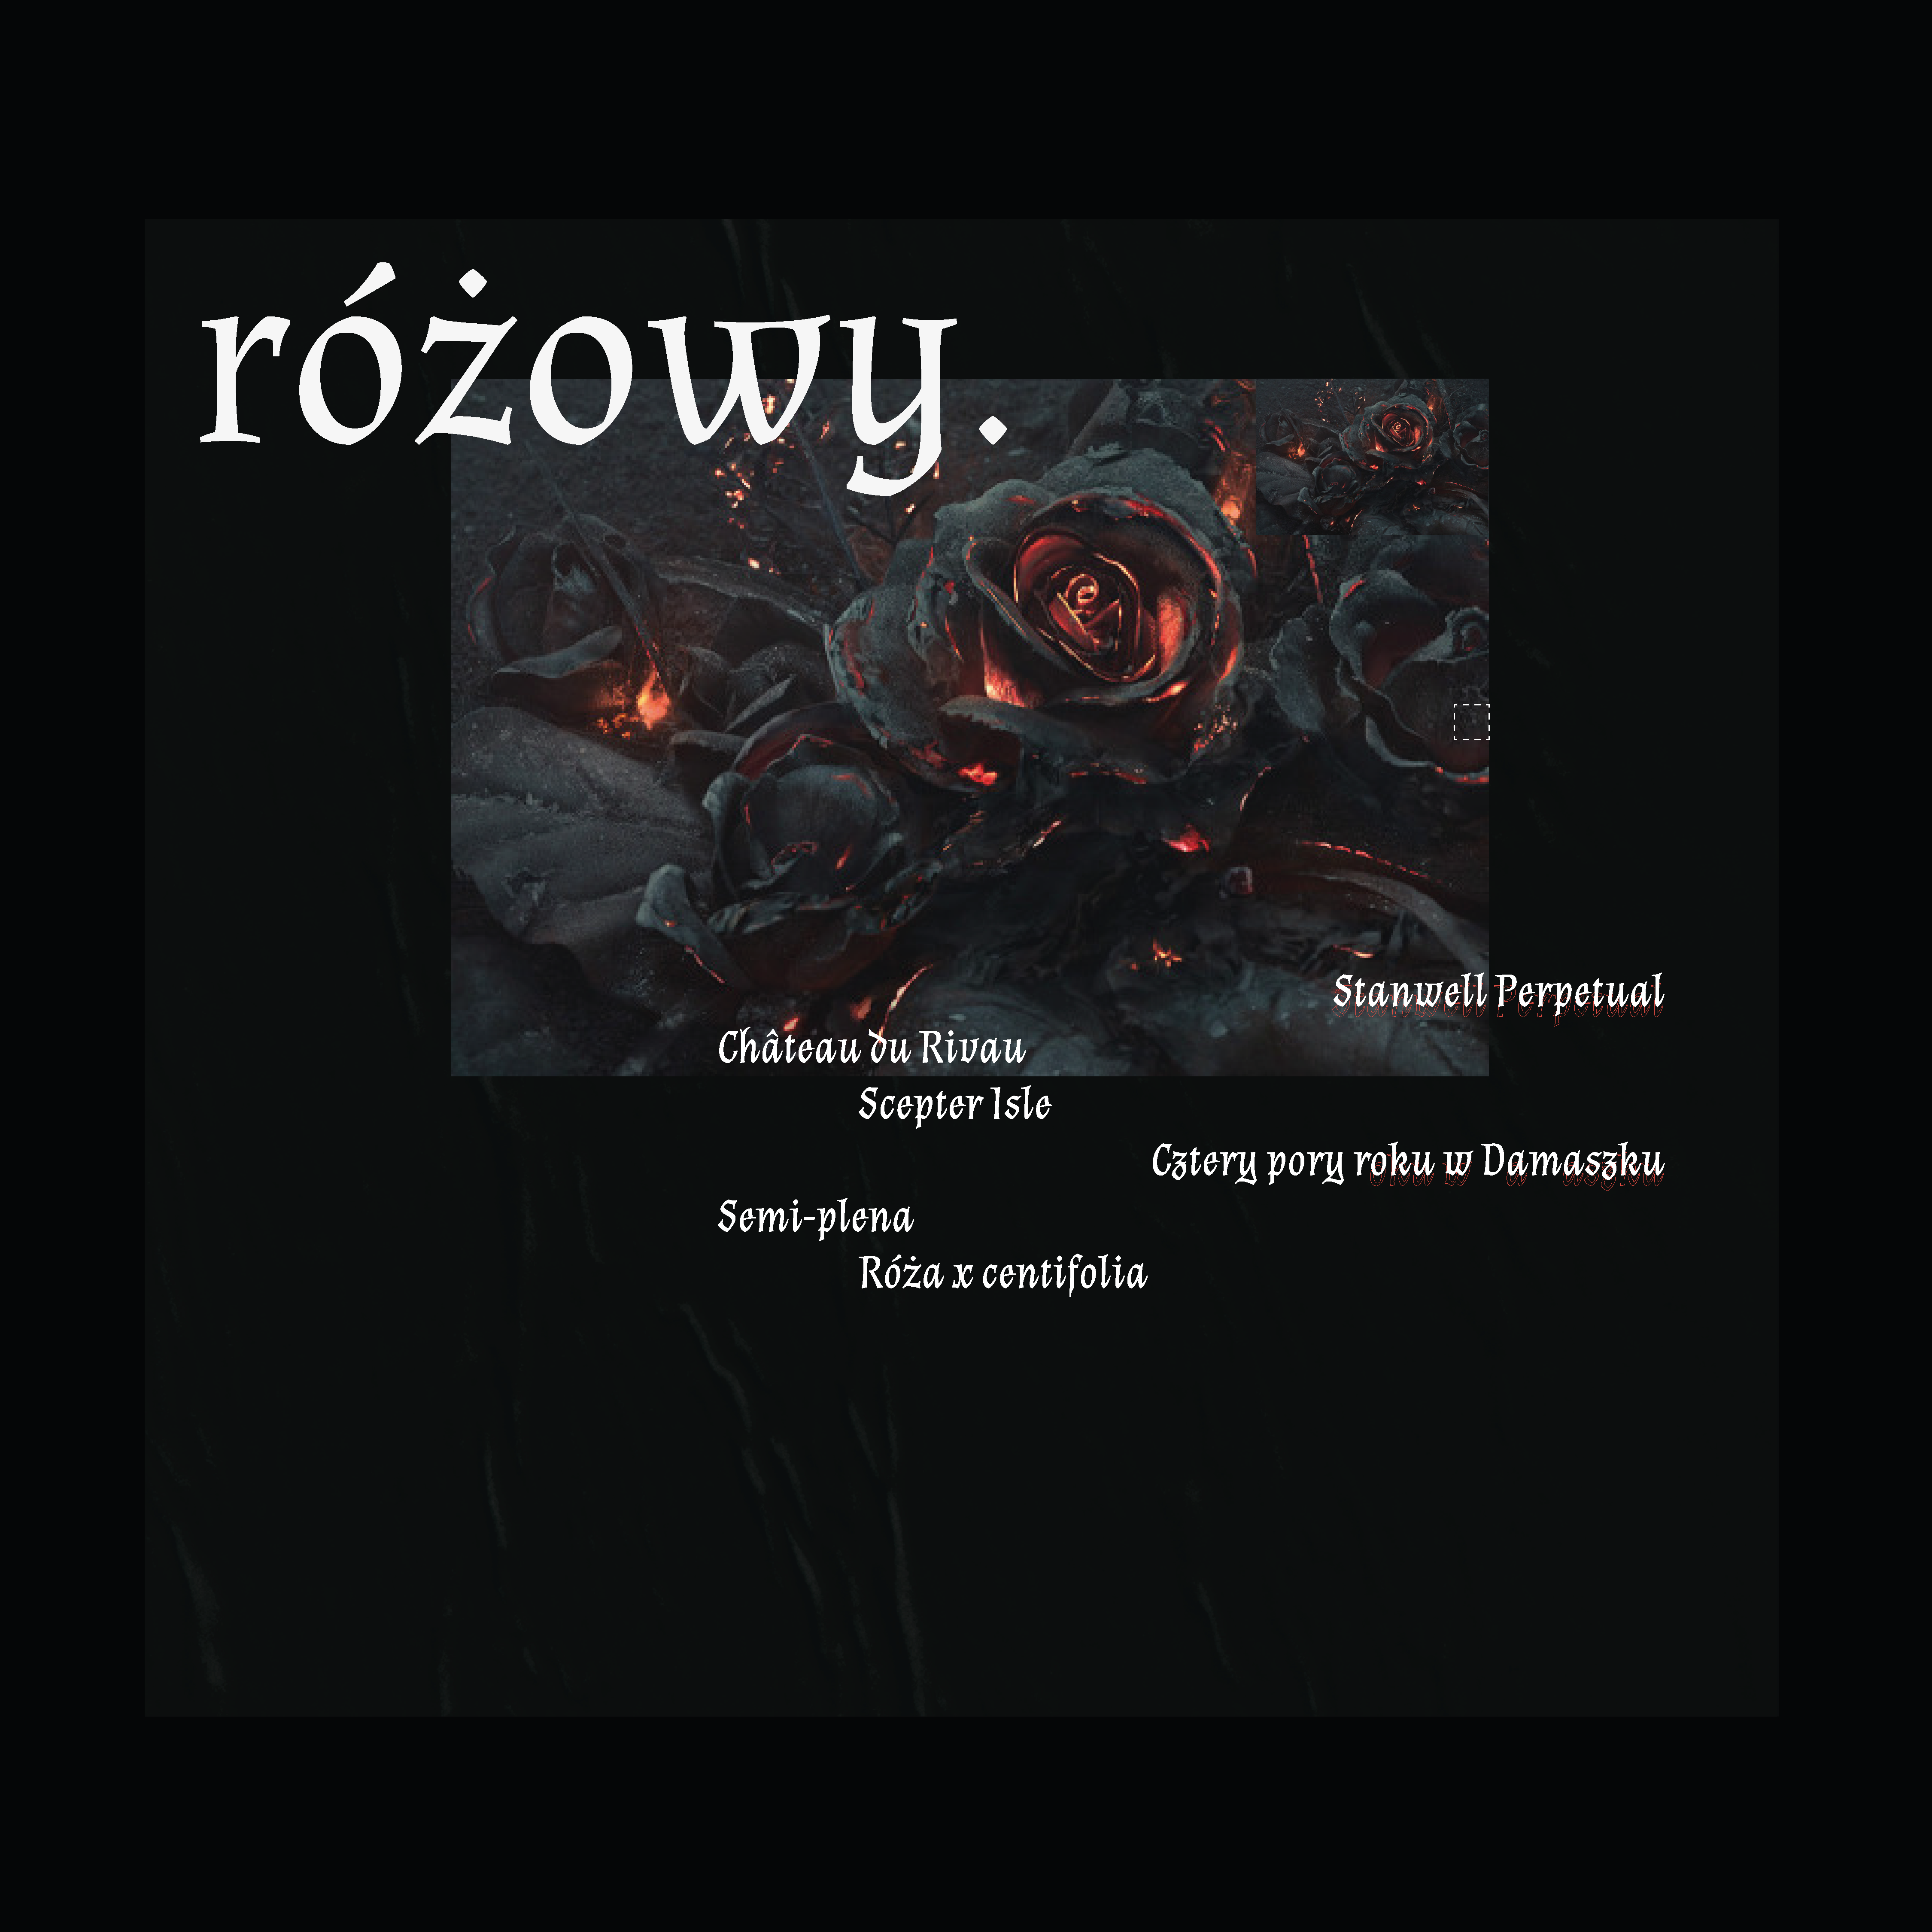 różowy.
Stanwell Perpetual
Château du Rivau
Scepter Isle
Cztery pory roku w Damaszku
Semi-plena
Róża x centifolia